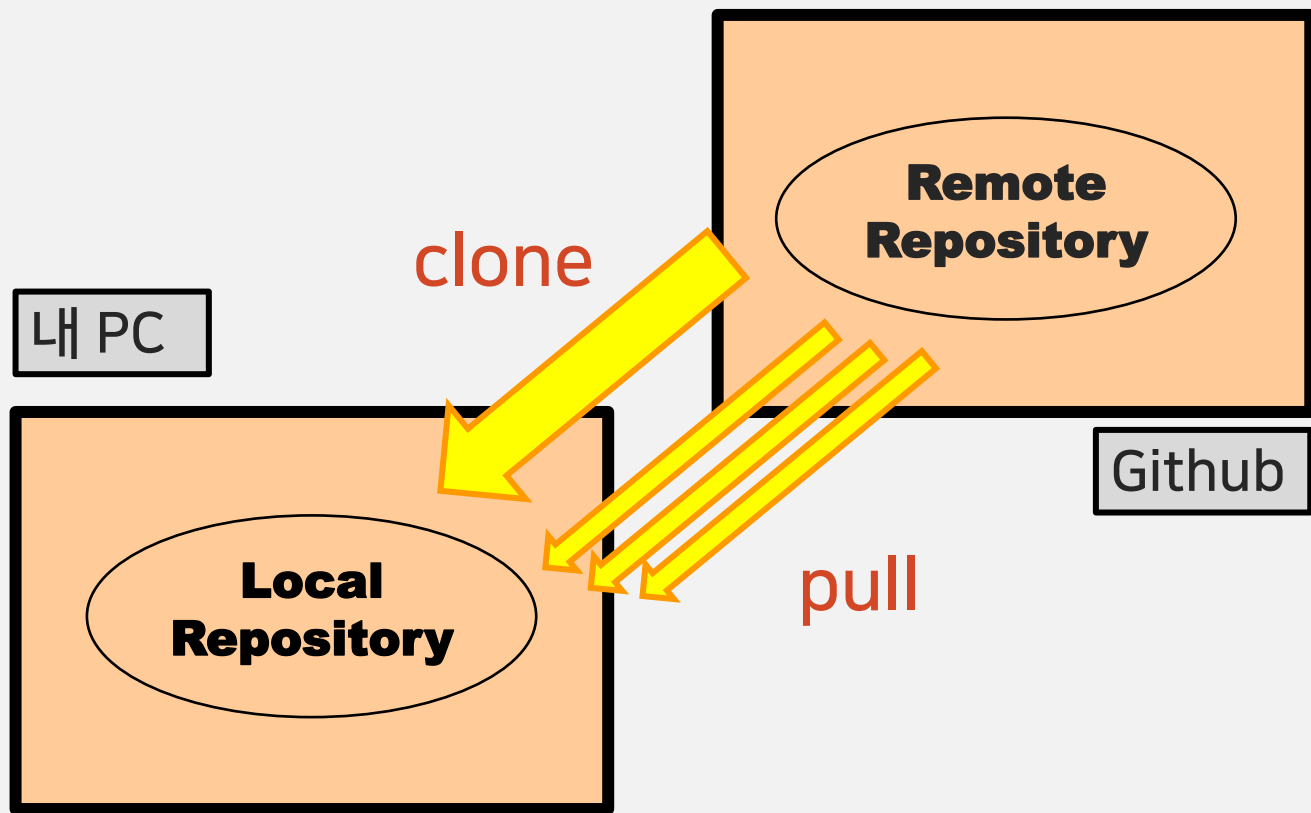 Remote
Repository
clone
내 PC
Github
pull
Local
Repository